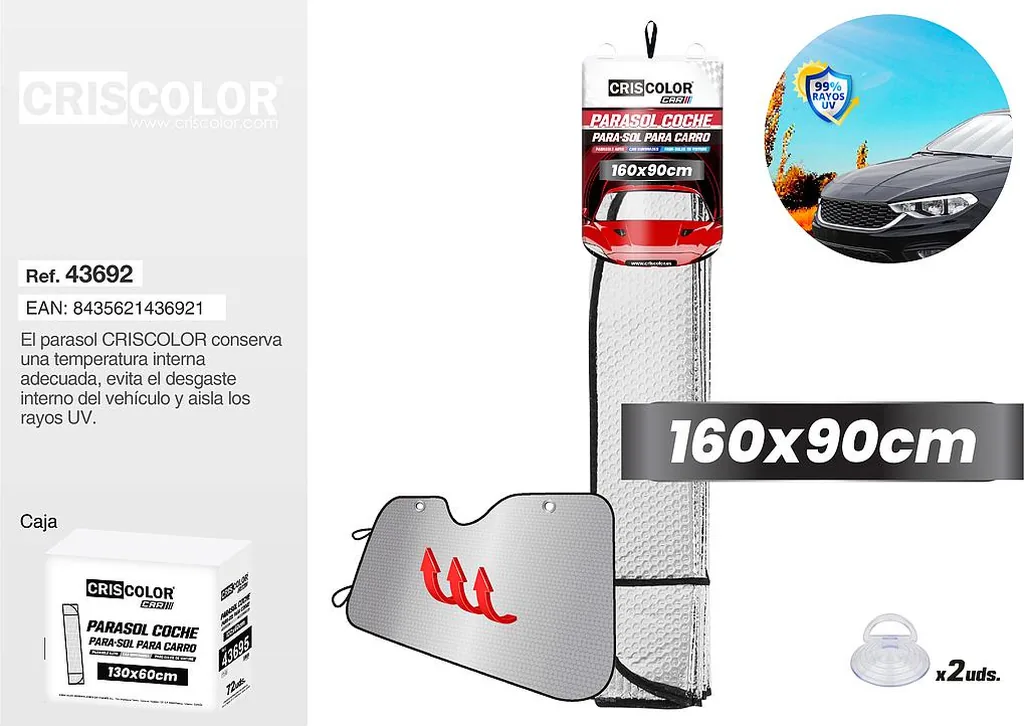 CRISCOLOR®
www.criscolor.com
Ref. 43692
EAN: 8435621436921
El parasol CRISCOLOR conserva
una temperatura interna
adecuada, evita el desgaste
interno del vehículo y aisla los
rayos UV.
Caja
CRISCOLOR®
CAR
PARASOL COCHE
PARA-SOL PARA CARRO
130x60cm
43695
72uds.
CRISCOLOR
CAR
PARASOL COCHE
PARA-SOL PARA CARRO
160x90cm
www.criscolor.es
99%
RAYOS
UV
160x90cm
x2uds.